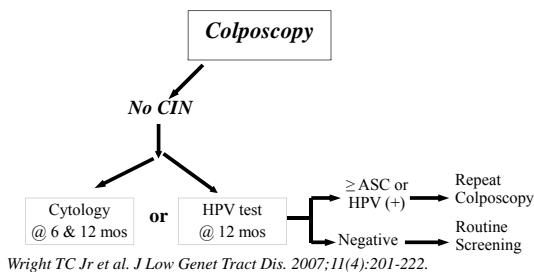 Colposcopy
No CIN
Cytology
@ 6 & 12 mos
or
HPV test
@ 12 mos
≥ ASC or
HPV (+)
Repeat
Colposcopy
Negative
Routine
Screening
Wright TC Jr et al. J Low Genet Tract Dis. 2007;11(4):201-222.